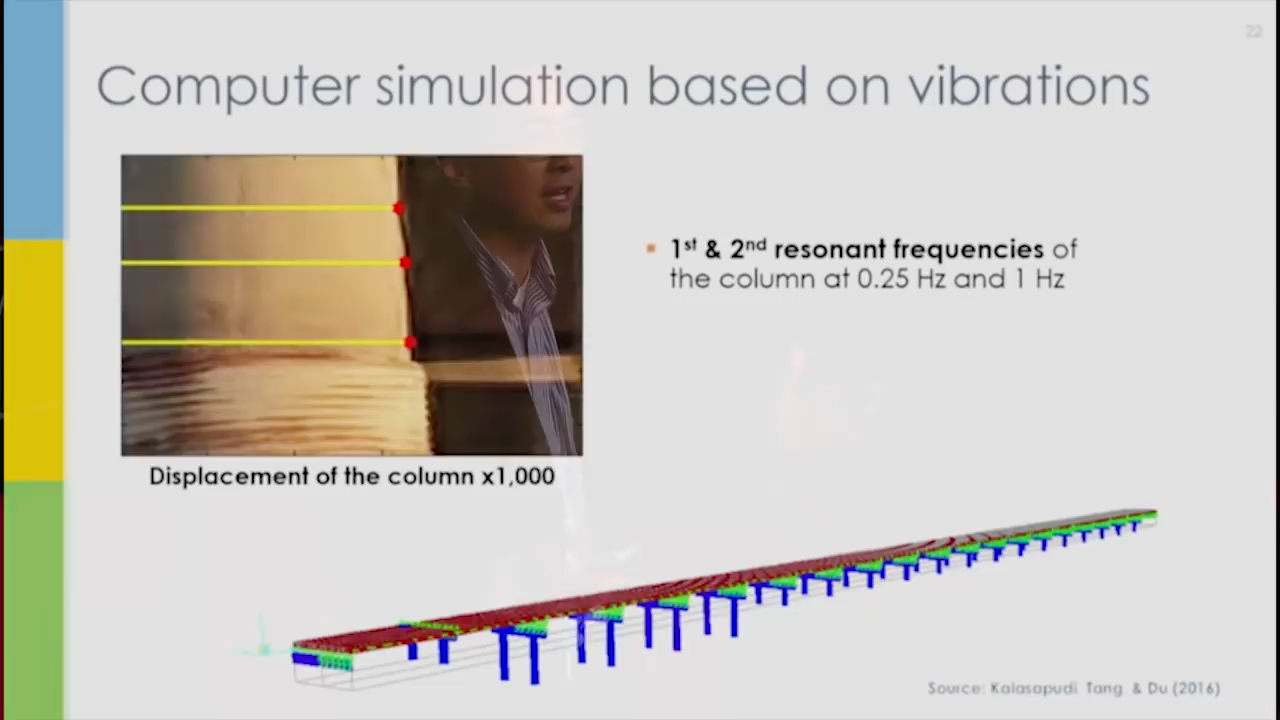 22
Computer simulation based on vibrations
1st & 2nd resonant frequencies of
the column at 0.25 Hz and 1 Hz
Displacement of the column x1,000
Source: Kalasapudi Tang & Du (2016)